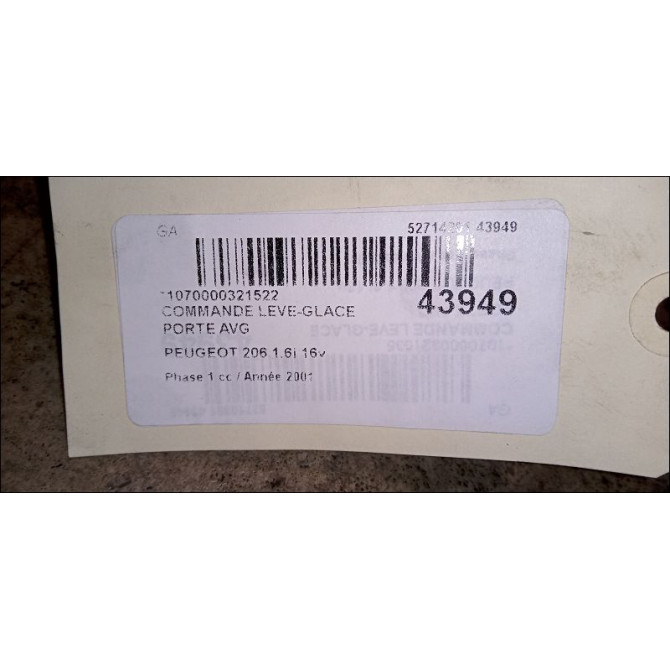 GA 43949
*1070000321522 43949
COMMANDE LEVE-GLACE
PORTE AVG
PEUGEOT 206 1.6i 16v
Phase 1 cc / Année 2001